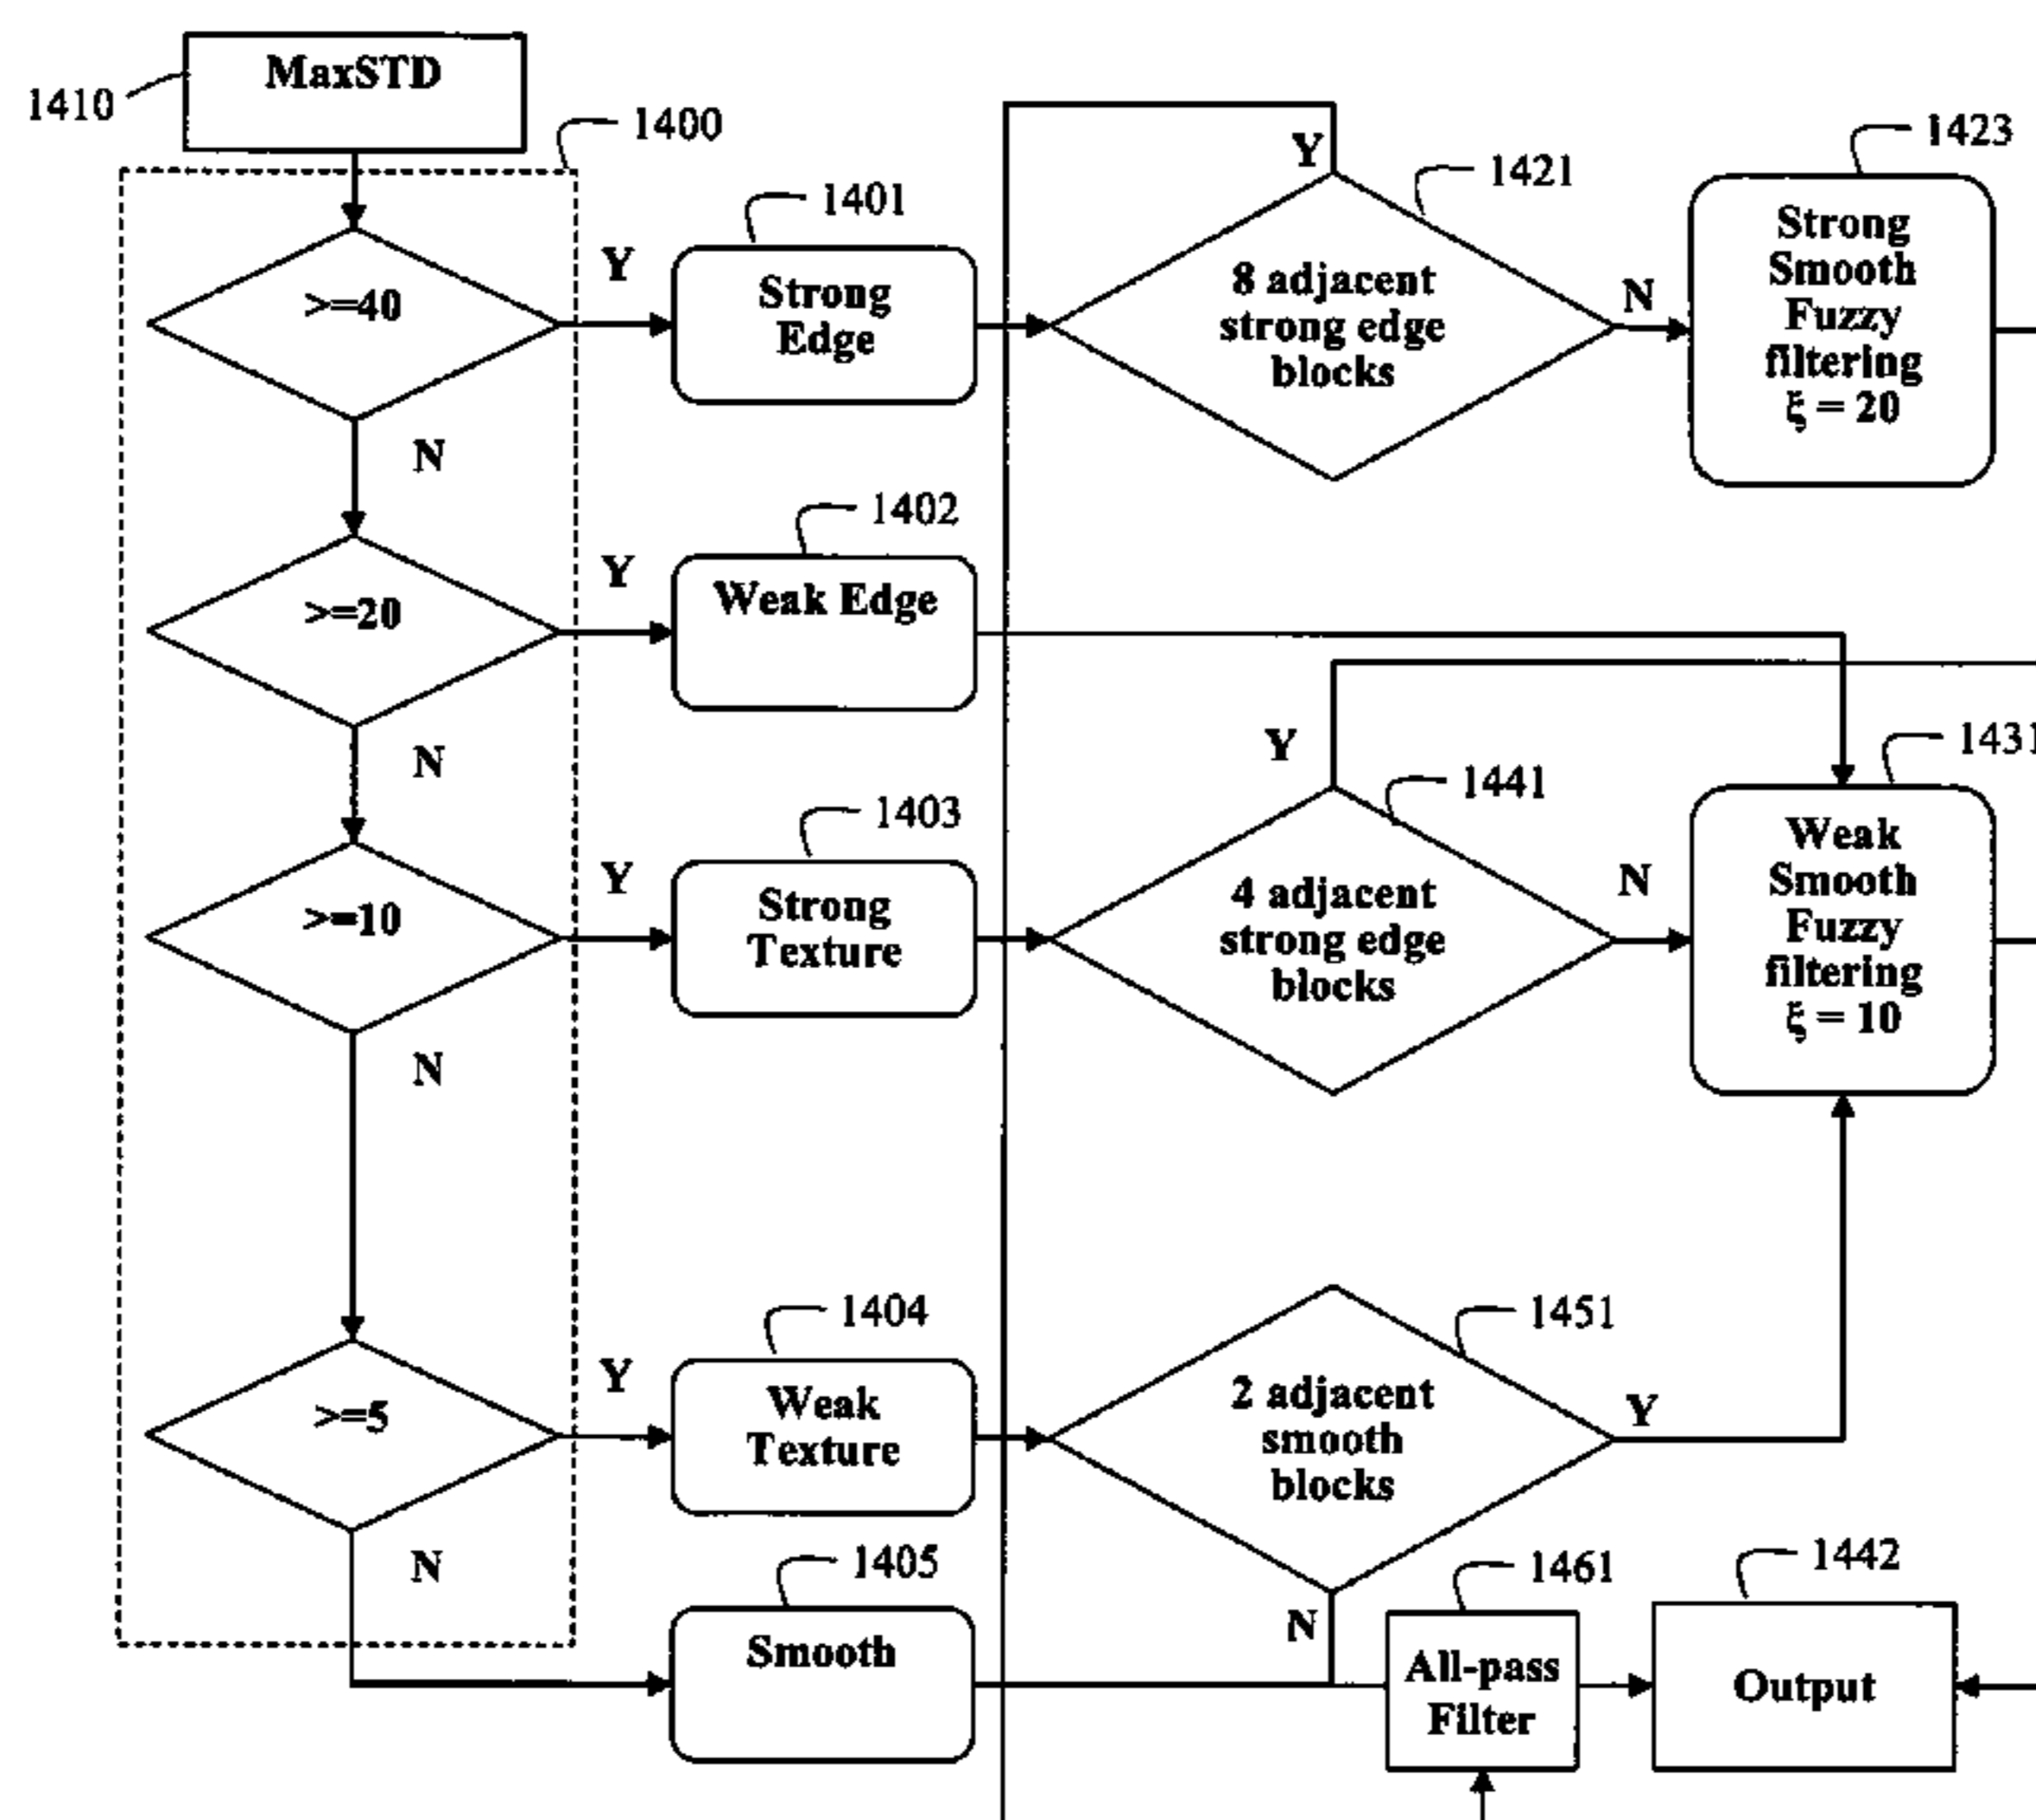 MaxSTD
1410
1400
>=40
Y
N
1401
Strong
Edge
Y
1421
8 adjacent
strong edge
blocks
N
1423
Strong
Smooth
Fuzzy
filtering
ξ = 20
>=20
Y
N
1402
Weak Edge
>=10
Y
N
1403
Strong
Texture
Y
1441
4 adjacent
strong edge
blocks
N
1431
Weak
Smooth
Fuzzy
filtering
ξ = 10
>=5
Y
N
1404
Weak
Texture
1451
2 adjacent
smooth
blocks
Y
N
1405
Smooth
1461
All-pass
Filter
1442
Output